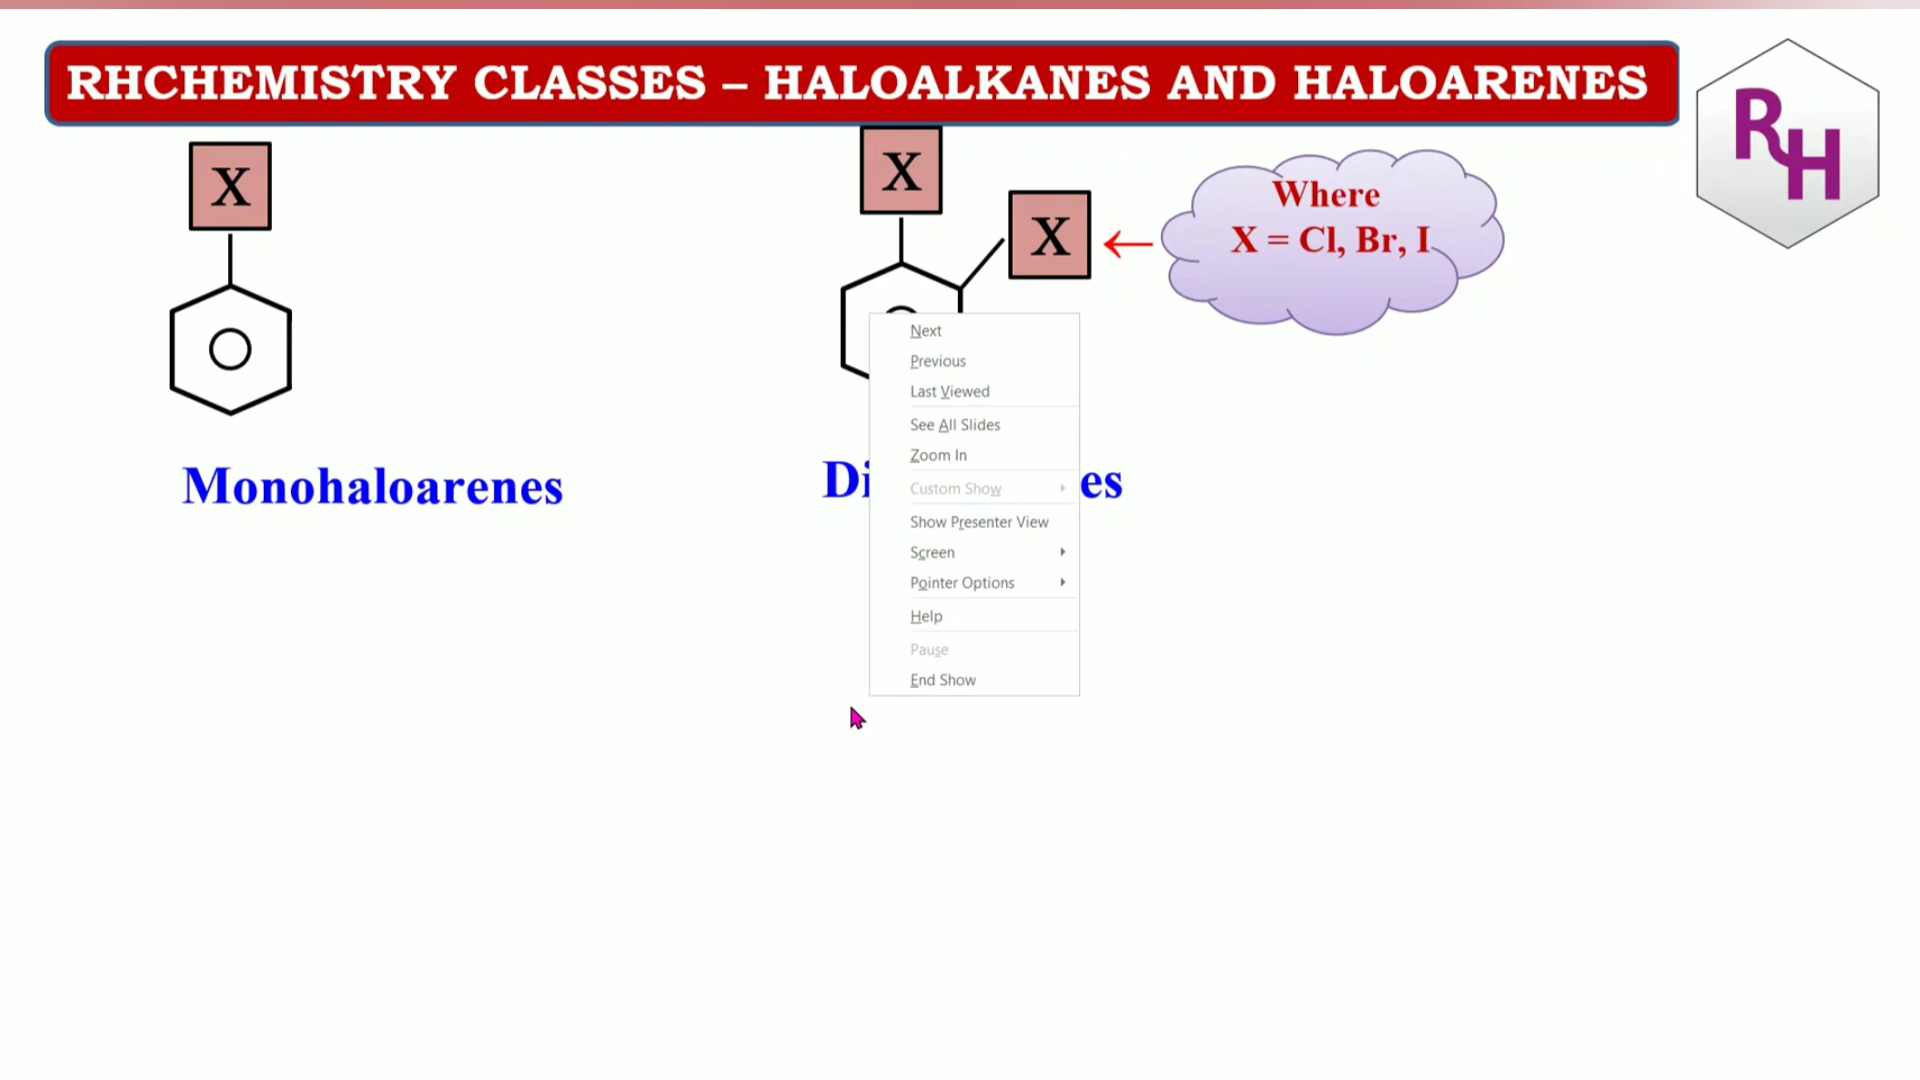 RHCHEMISTRY CLASSES – HALOALKANES AND HALOARENES
RH
X
X
X
Where
X = Cl, Br, I
Next
Previous
Last Viewed
See All Slides
Zoom In
Custom Show
Show Presenter View
Screen
Pointer Options
Help
Pause
End Show
Monohaloarenes
Di es